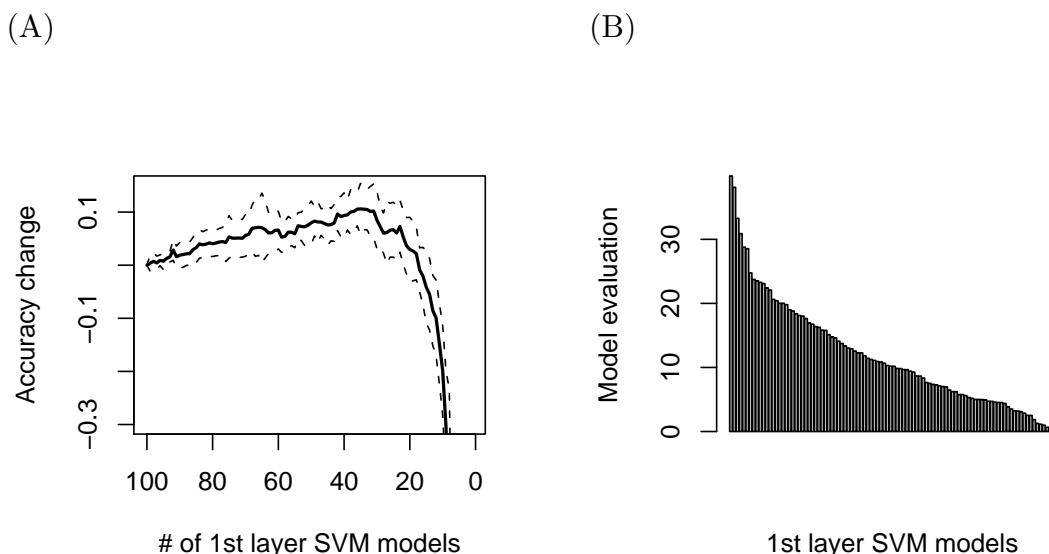 (A)
(B)
Accuracy change
0.1
−0.1
−0.3
100 80 60 40 20 0
# of 1st layer SVM models
Model evaluation
30
20
10
0
1st layer SVM models